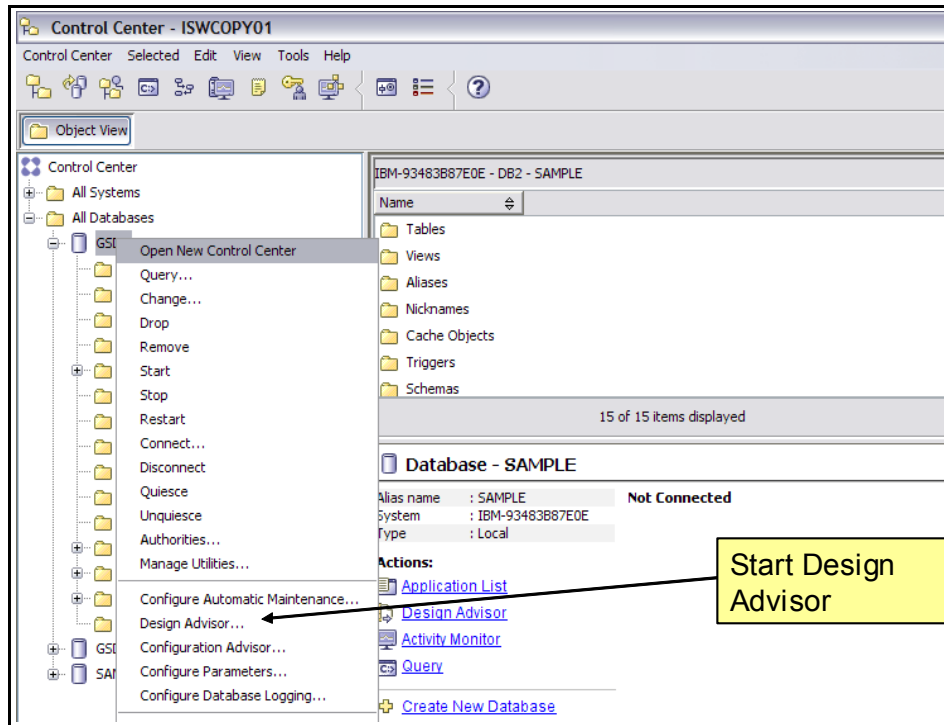 Control Center - ISWCOPY01
Control Center Selected Edit View Tools Help
Object View
Control Center
All Systems
All Databases
Open New Control Center
Query...
Change...
Drop
Remove
Start
Stop
Restart
Connect...
Disconnect
Quiesce
Unquiesce
Authorities...
Manage Utilities...
Configure Automatic Maintenance...
Design Advisor...
Configuration Advisor...
Configure Parameters...
Configure Database Logging...
IBM-93483B87E0E - DB2 - SAMPLE
Name
Tables
Views
Aliases
Nicknames
Cache Objects
Triggers
Schemas
15 of 15 items displayed
Database - SAMPLE
Alias name : SAMPLE Not Connected
System : IBM-93483B87E0E
Type : Local
Actions:
Application List
Design Advisor
Activity Monitor
Query
Create New Database
Start Design
Advisor